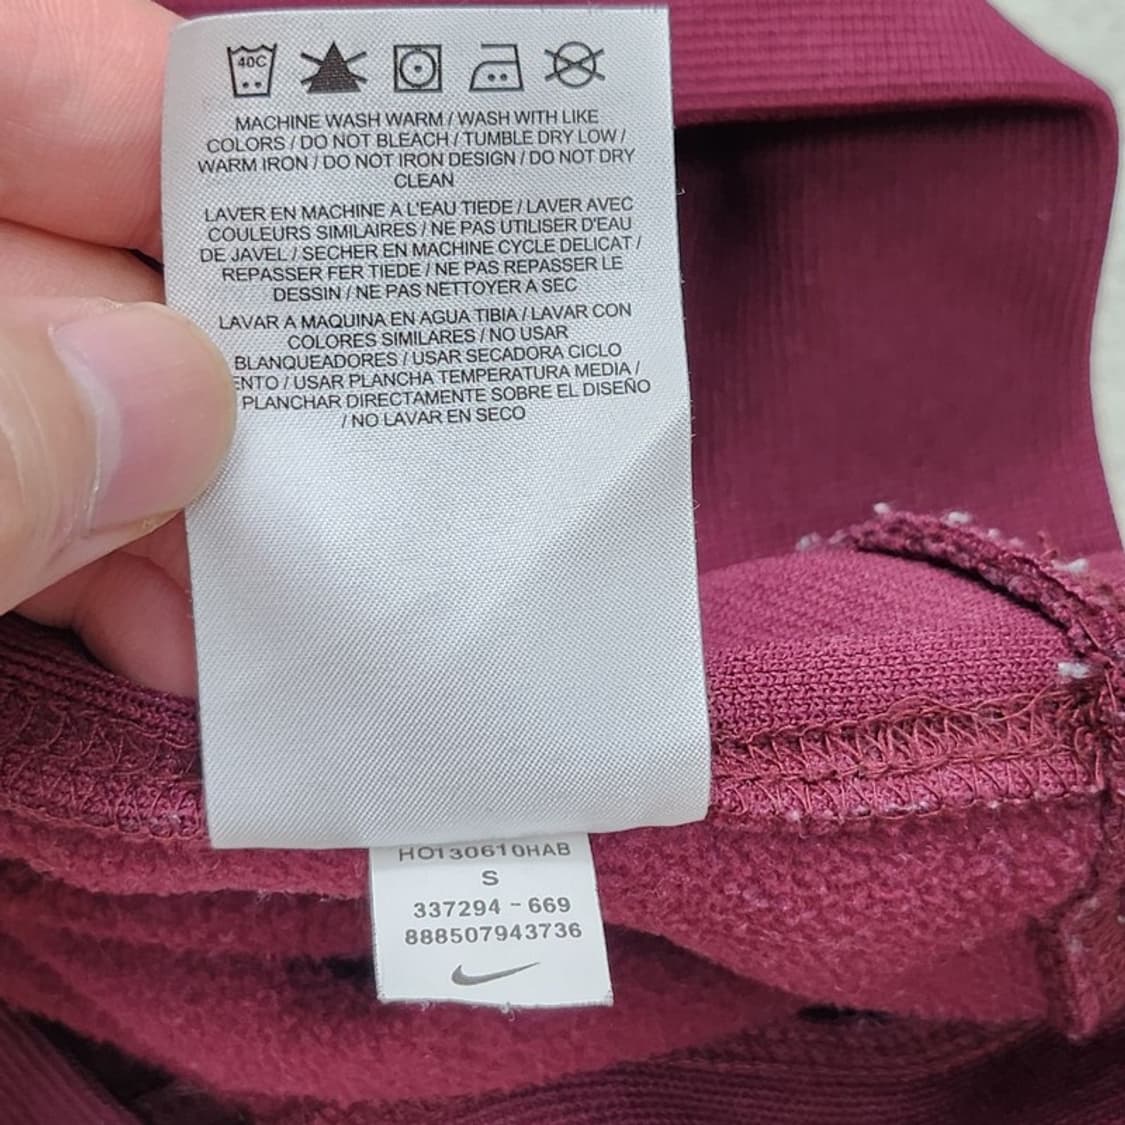 40C
MACHINE WASH WARM / WASH WITH LIKE
COLORS / DO NOT BLEACH / TUMBLE DRY LOW /
WARM IRON / DO NOT IRON DESIGN / DO NOT DRY
CLEAN
LAVER EN MACHINE A L'EAU TIEDE / LAVER AVEC
COULEURS SIMILAIRES / NE PAS UTILISER D'EAU
DE JAVEL / SECHER EN MACHINE CYCLE DELICAT /
REPASSER FER TIEDE / NE PAS REPASSER LE
DESSIN / NE PAS NETTOYER A SEC
LAVAR A MAQUINA EN AGUA TIBIA / LAVAR CON
COLORES SIMILARES / NO USAR
BLANQUEADORES / USAR SECADORA CICLO
ENTO / USAR PLANCHA TEMPERATURA MEDIA /
PLANCHAR DIRECTAMENTE SOBRE EL DISEÑO
/ NO LAVAR EN SECO
HO130610HAB
S
337294 - 669
888507943736